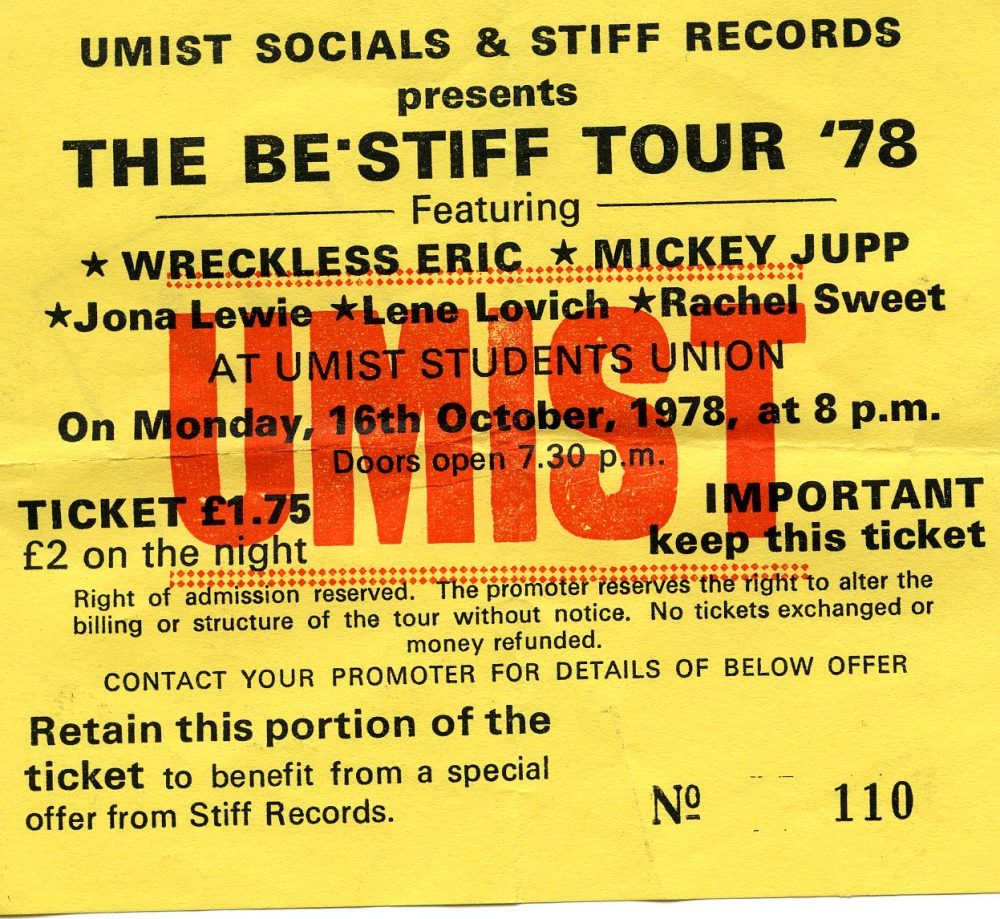 UMIST SOCIALS & STIFF RECORDS
presents
THE BE·STIFF TOUR '78
Featuring
★ WRECKLESS ERIC ★ MICKEY JUPP
★Jona Lewie ★Lene Lovich ★Rachel Sweet
UMIST
AT UMIST STUDENTS UNION
On Monday, 16th October, 1978, at 8 p.m.
Doors open 7.30 p.m.
TICKET £1.75
£2 on the night
IMPORTANT
keep this ticket
Right of admission reserved. The promoter reserves the right to alter the
billing or structure of the tour without notice. No tickets exchanged or
money refunded.
CONTACT YOUR PROMOTER FOR DETAILS OF BELOW OFFER
Retain this portion of the
ticket to benefit from a special
offer from Stiff Records.
Nº 110